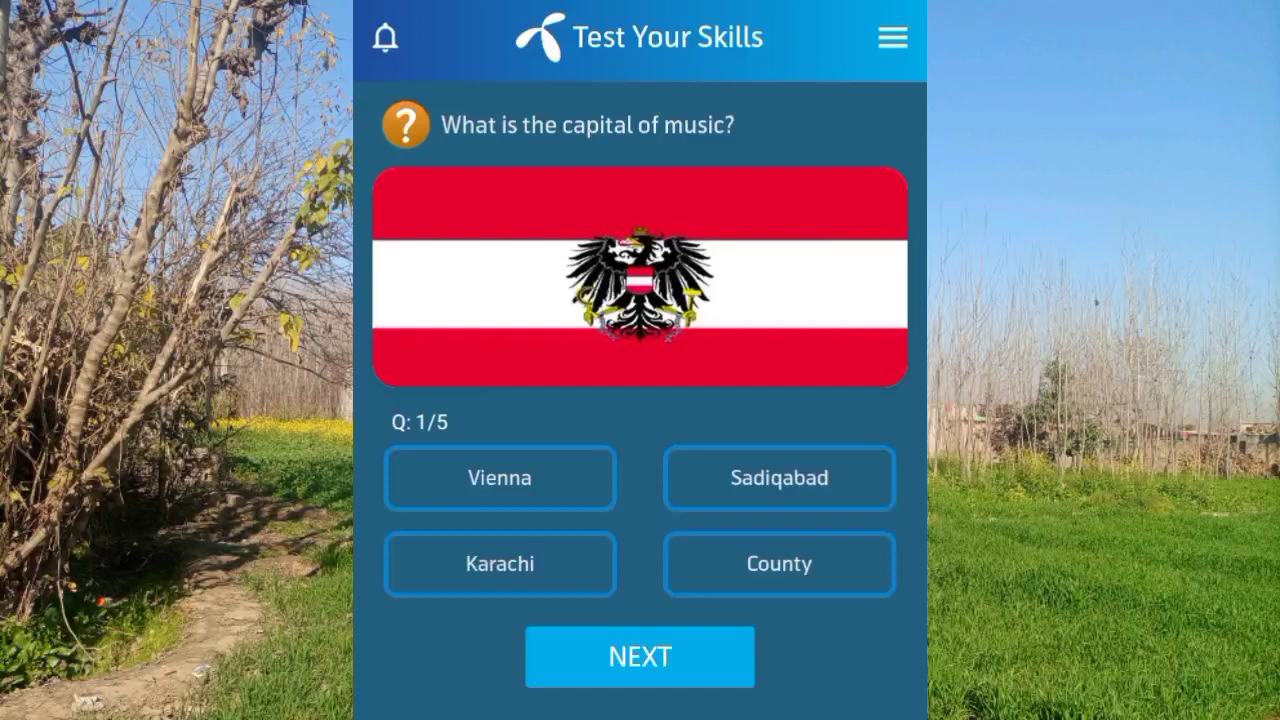 Test Your Skills
? What is the capital of music?
Q: 1/5
Vienna
Sadiqabad
Karachi
County
NEXT